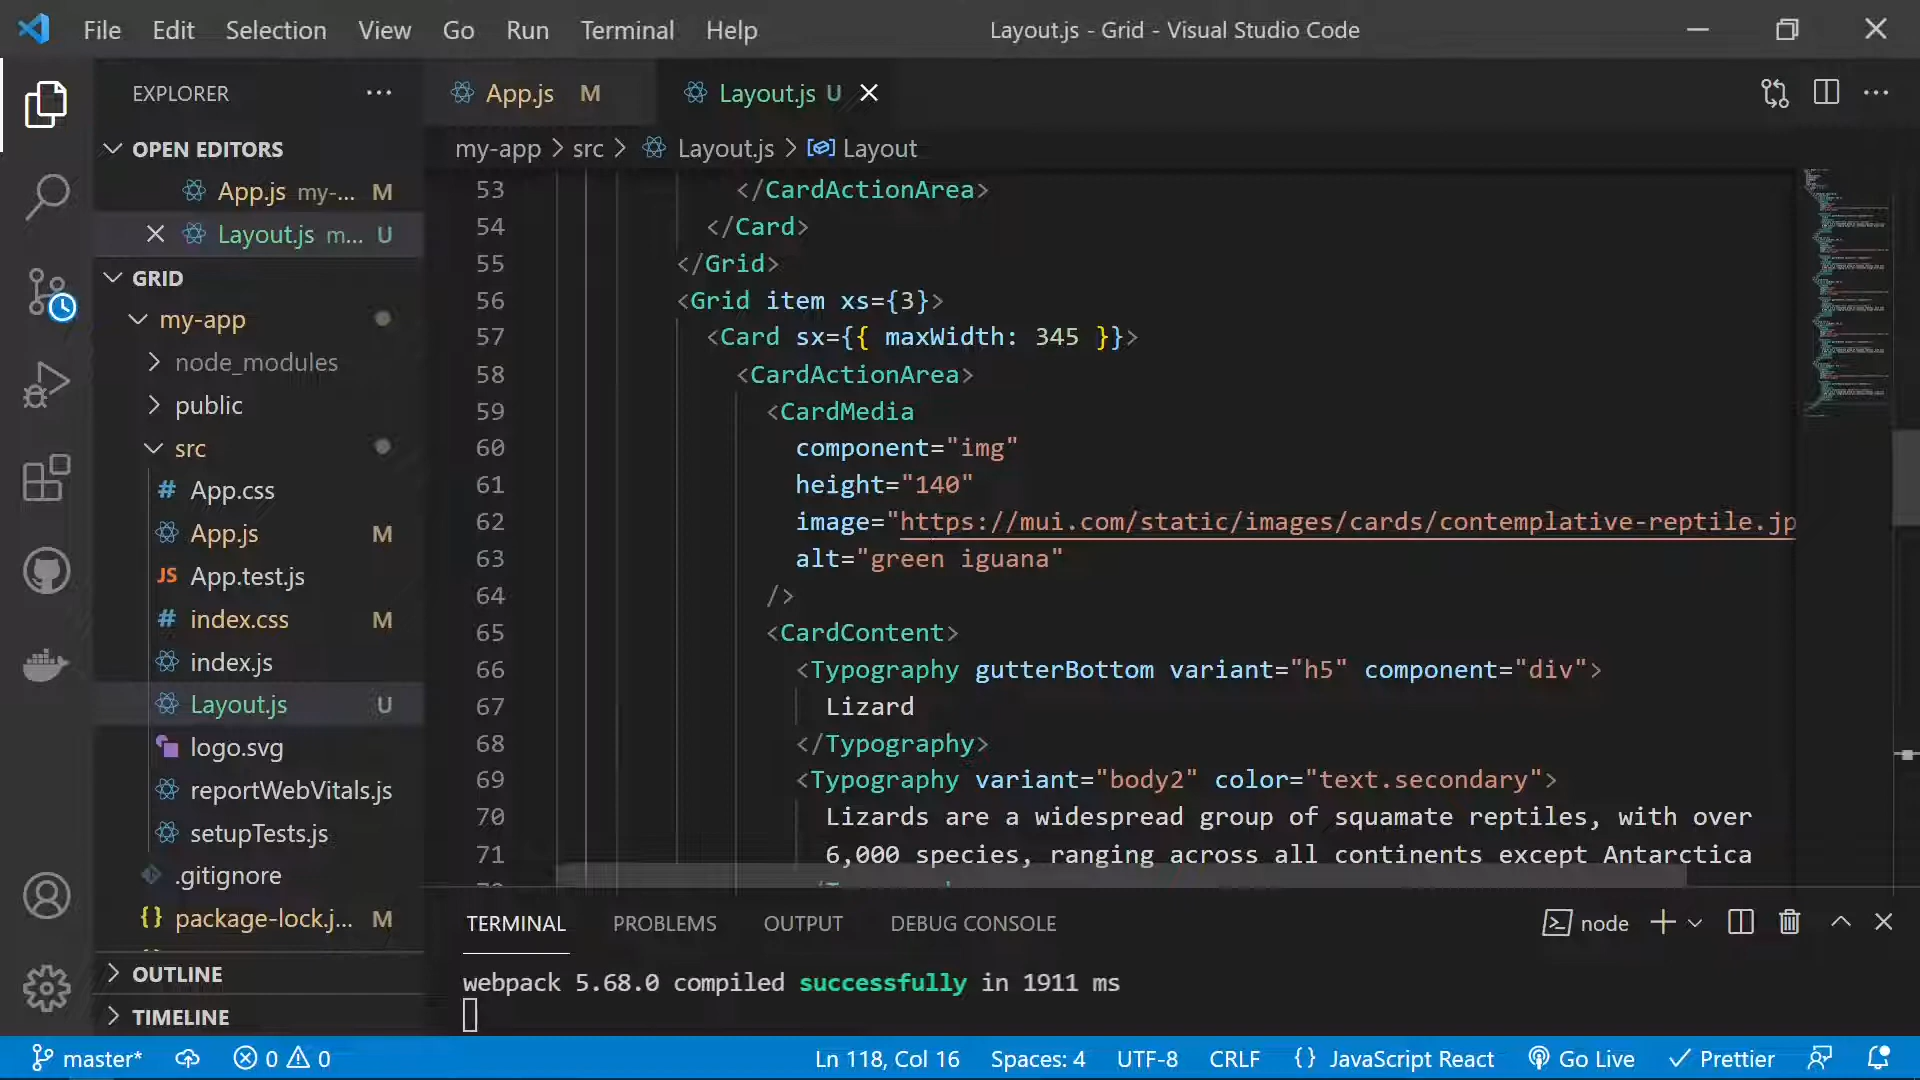 File Edit Selection View Go Run Terminal Help
Layout.js - Grid - Visual Studio Code
EXPLORER
OPEN EDITORS
App.js my-... M
Layout.js m... U
GRID
my-app
node_modules
public
src
App.css
App.js M
App.test.js
index.css M
index.js
Layout.js U
logo.svg
reportWebVitals.js
setupTests.js
.gitignore
package-lock.j... M
OUTLINE
TIMELINE
App.js M
Layout.js U
my-app > src > Layout.js > Layout
53 </CardActionArea>
54 </Card>
55 </Grid>
56 <Grid item xs={3}>
57 <Card sx={{ maxWidth: 345 }}>
58 <CardActionArea>
59 <CardMedia
60 component="img"
61 height="140"
62 image="https://mui.com/static/images/cards/contemplative-reptile.jp
63 alt="green iguana"
64 />
65 <CardContent>
66 <Typography gutterBottom variant="h5" component="div">
67 Lizard
68 </Typography>
69 <Typography variant="body2" color="text.secondary">
70 Lizards are a widespread group of squamate reptiles, with over
71 6,000 species, ranging across all continents except Antarctica
TERMINAL PROBLEMS OUTPUT DEBUG CONSOLE
node
webpack 5.68.0 compiled successfully in 1911 ms
master* 0 0 Ln 118, Col 16 Spaces: 4 UTF-8 CRLF {} JavaScript React Go Live Prettier